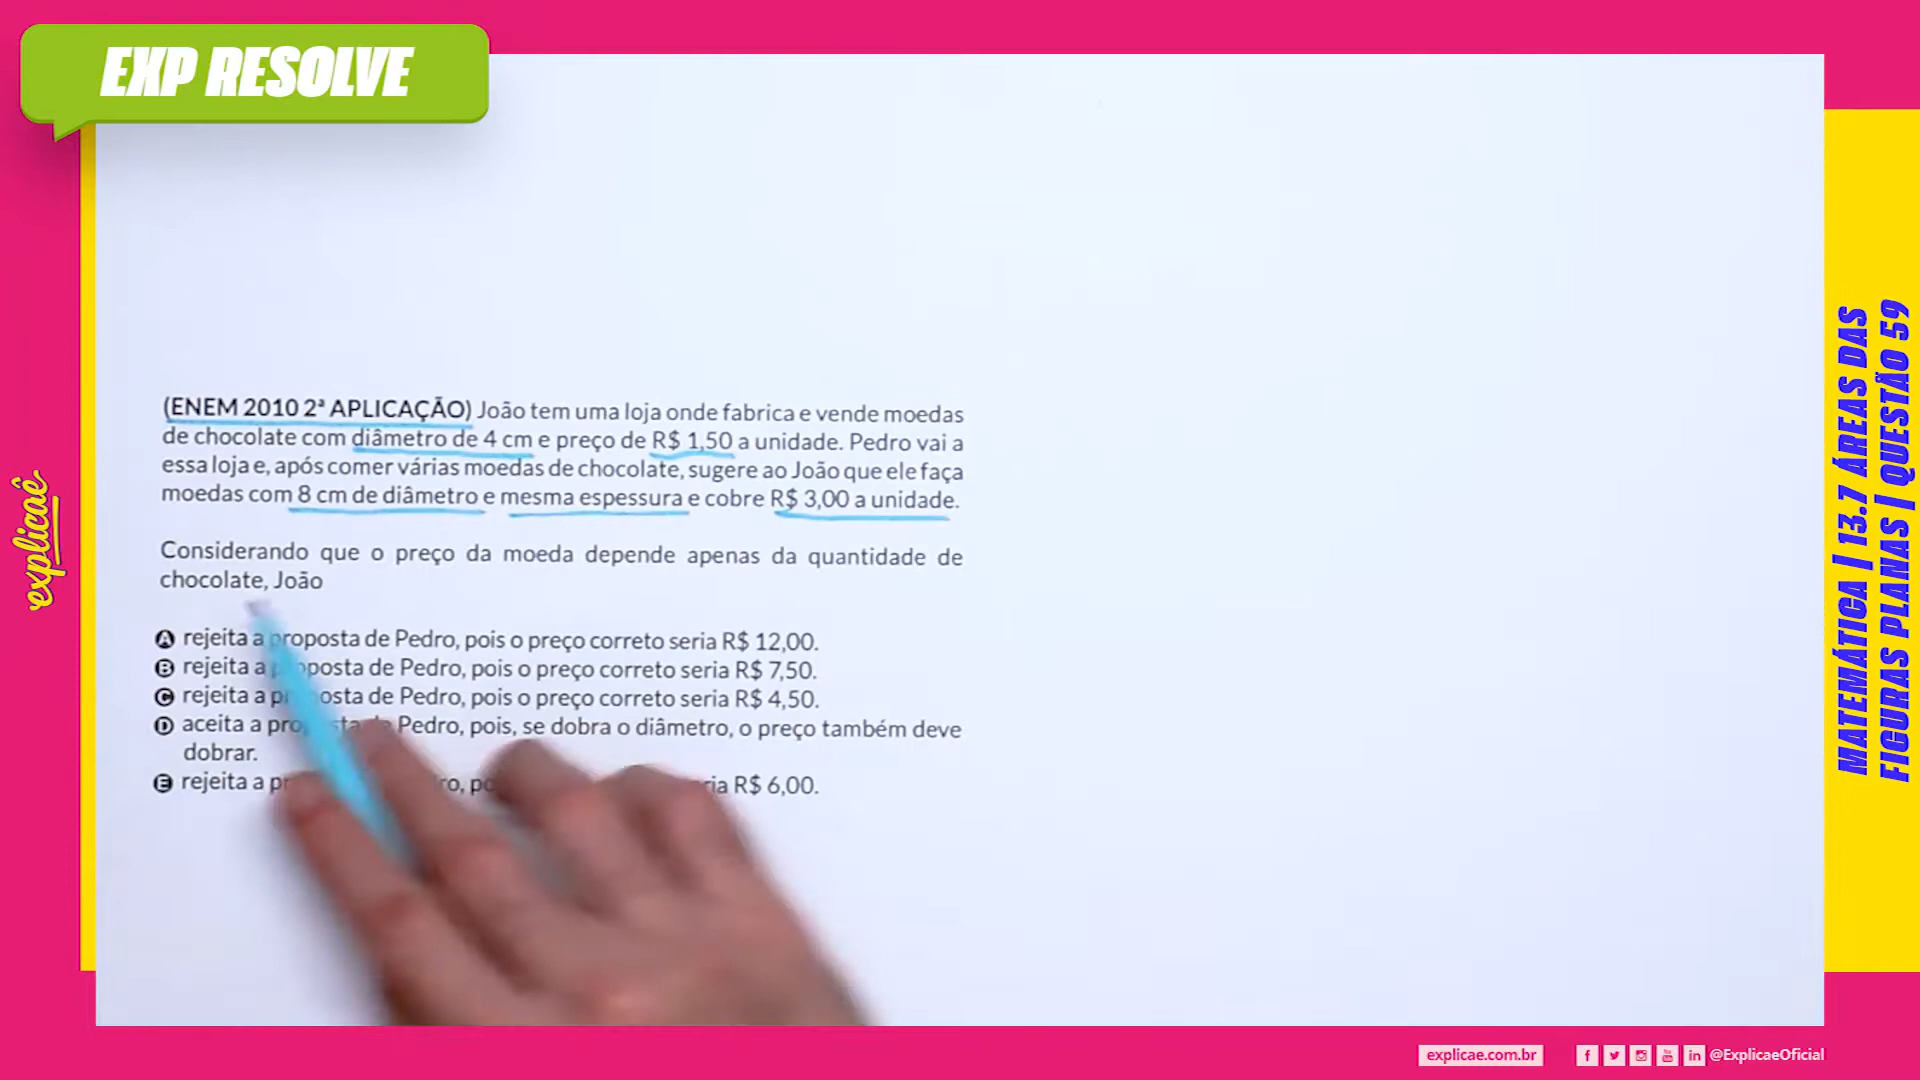 EXP RESOLVE
(ENEM 2010 2ª APLICAÇÃO) João tem uma loja onde fabrica e vende moedas
de chocolate com diâmetro de 4 cm e preço de R$ 1,50 a unidade. Pedro vai a
essa loja e, após comer várias moedas de chocolate, sugere ao João que ele faça
moedas com 8 cm de diâmetro e mesma espessura e cobre R$ 3,00 a unidade.
Considerando que o preço da moeda depende apenas da quantidade de
chocolate, João
A rejeita a proposta de Pedro, pois o preço correto seria R$ 12,00.
B rejeita a proposta de Pedro, pois o preço correto seria R$ 7,50.
C rejeita a proposta de Pedro, pois o preço correto seria R$ 4,50.
D aceita a proposta de Pedro, pois, se dobra o diâmetro, o preço também deve
dobrar.
E rejeita a R$ 6,00.
explicaê
MATEMÁTICA | 13.7 ÁREAS DAS
FIGURAS PLANAS | QUESTÃO 59
explicae.com.br
@ExplicaeOficial